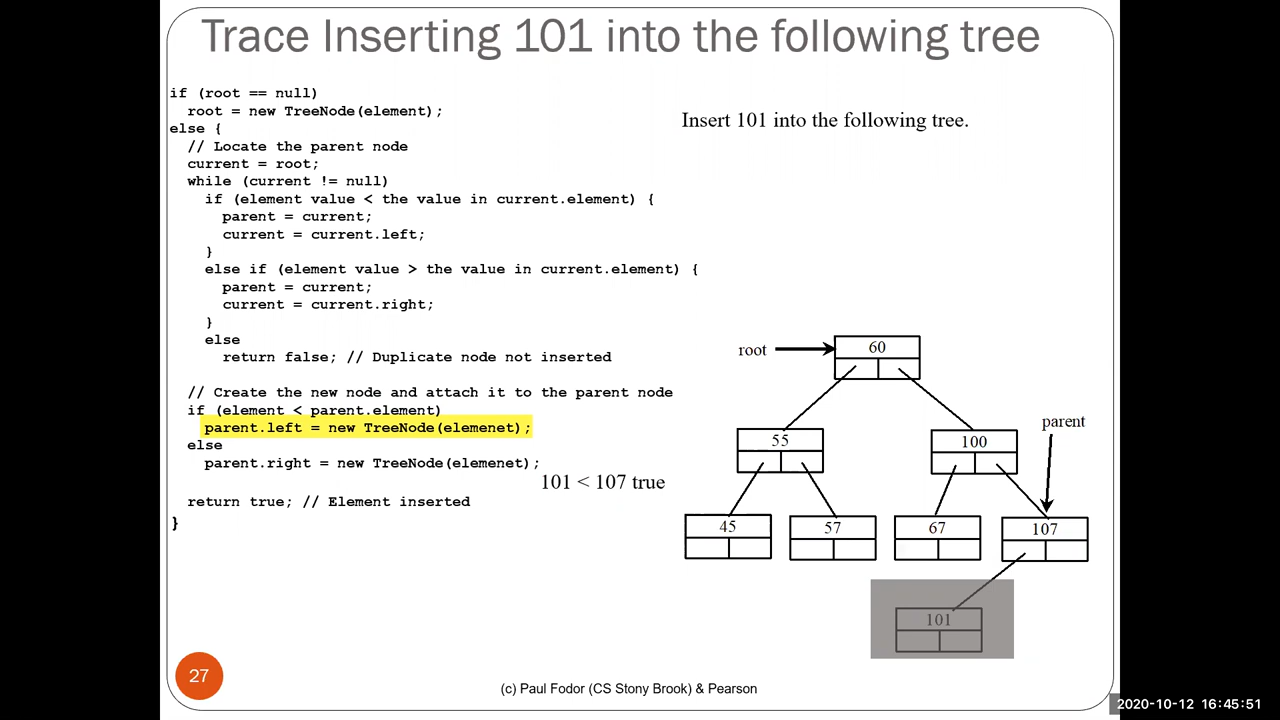 Trace Inserting 101 into the following tree
if (root == null)
root = new TreeNode(element);
else {
// Locate the parent node
current = root;
while (current != null)
if (element value < the value in current.element) {
parent = current;
current = current.left;
}
else if (element value > the value in current.element) {
parent = current;
current = current.right;
}
else
return false; // Duplicate node not inserted
// Create the new node and attach it to the parent node
if (element < parent.element)
parent.left = new TreeNode(elemenet);
else
parent.right = new TreeNode(elemenet);
return true; // Element inserted
}
101 < 107 true
Insert 101 into the following tree.
root
60
55
100
parent
45
57
67
107
101
27
(c) Paul Fodor (CS Stony Brook) & Pearson
2020-10-12 16:45:51